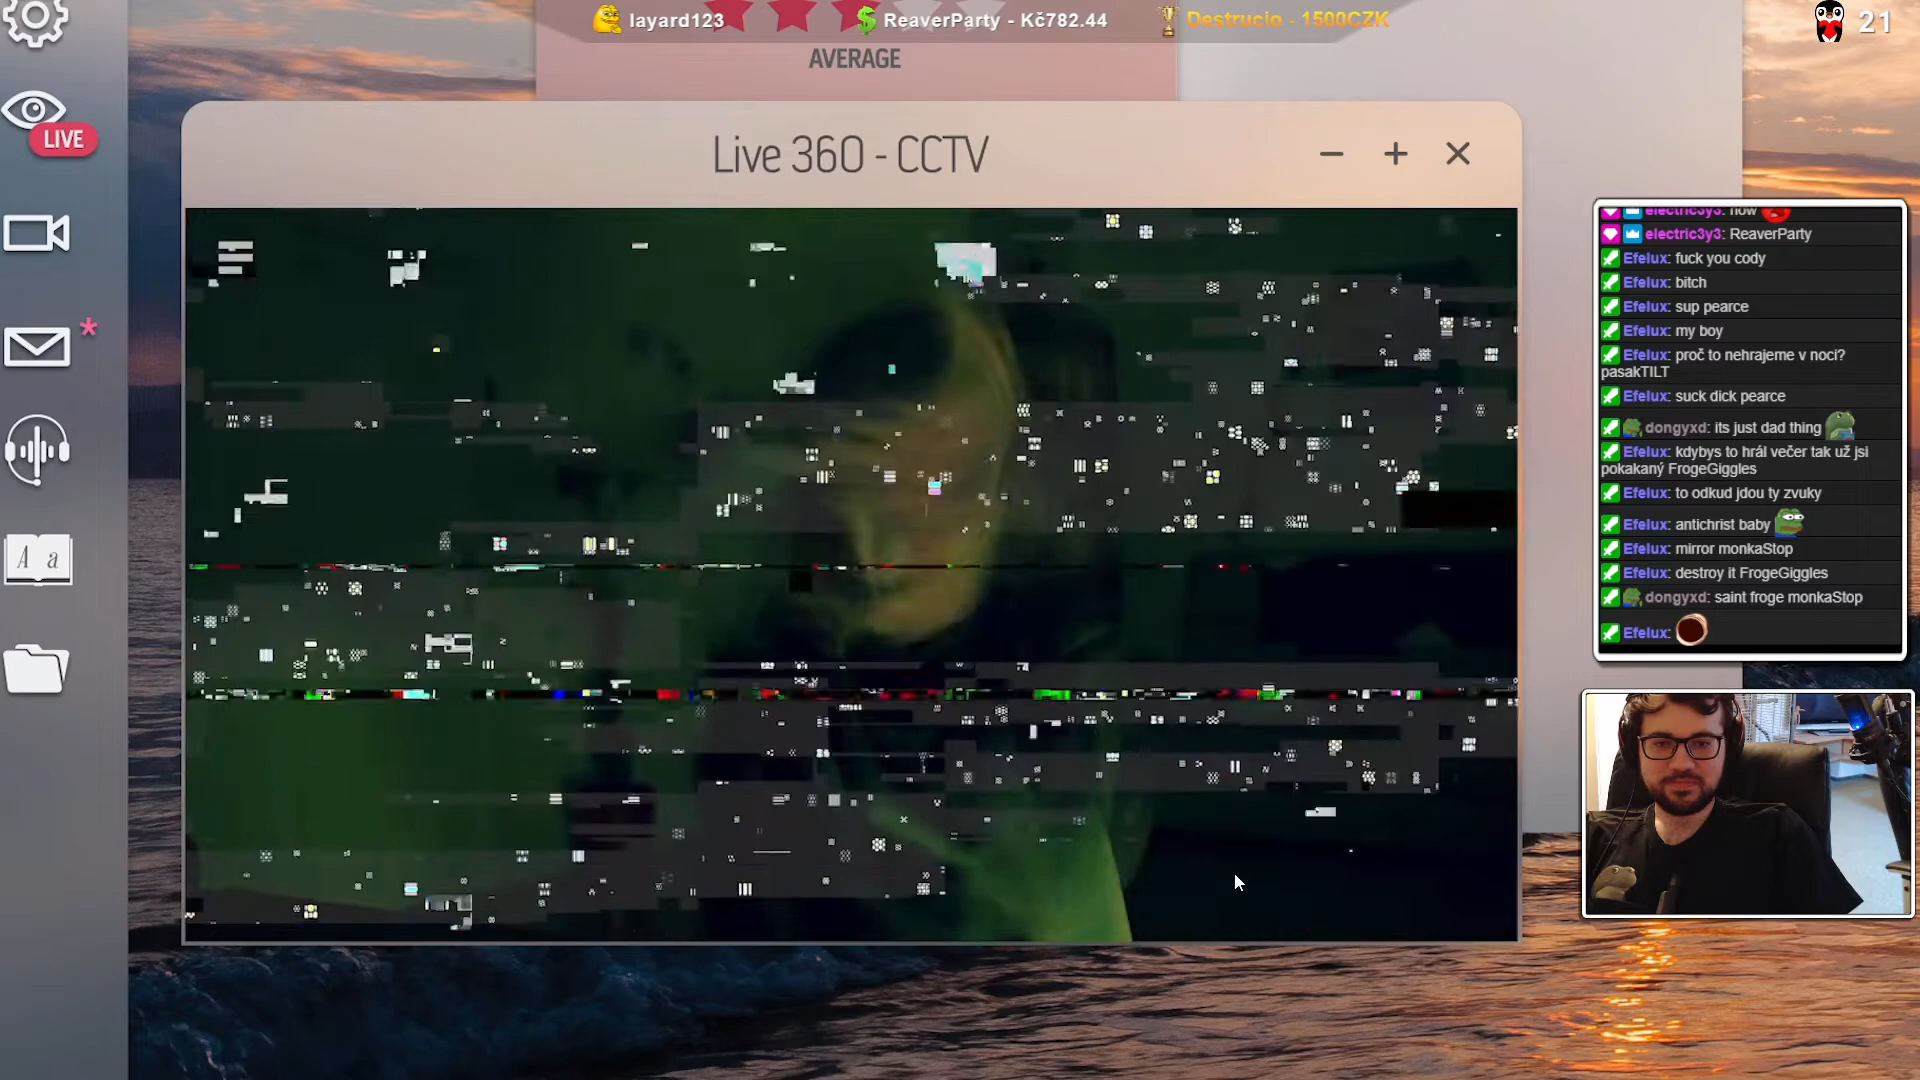 layard123
ReaverParty - Kč782.44
Destrucio - 1500CZK
21
AVERAGE
LIVE
Live 360 - CCTV
A a
electric3y3: now
electric3y3: ReaverParty
Efelux: fuck you cody
Efelux: bitch
Efelux: sup pearce
Efelux: my boy
Efelux: proč to nehrajeme v noci?
pasakTILT
Efelux: suck dick pearce
dongyxd: its just dad thing
Efelux: kdybys to hrál večer tak už jsi
pokakaný FrogeGiggles
Efelux: to odkud jdou ty zvuky
Efelux: antichrist baby
Efelux: mirror monkaStop
Efelux: destroy it FrogeGiggles
dongyxd: saint froge monkaStop
Efelux: